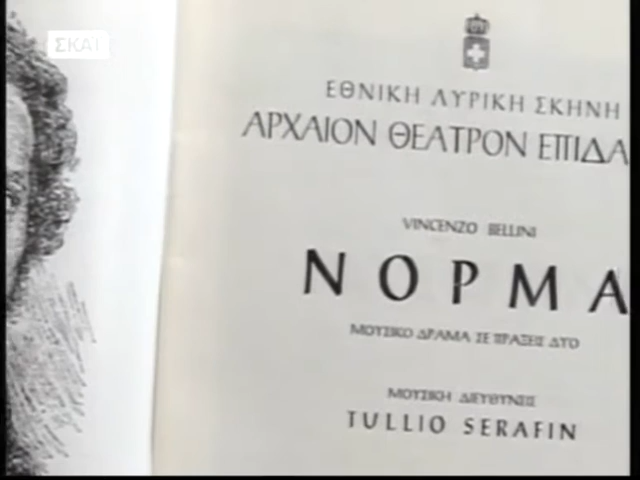 ΣΚΑΪ
ΕΘΝΙΚΗ ΛΥΡΙΚΗ ΣΚΗΝΗ
ΑΡΧΑΙΟΝ ΘΕΑΤΡΟΝ ΕΠΙΔΑ
VINCENZO BELLINI
ΝΟΡΜΑ
ΜΟΥΣΙΚΟ ΔΡΑΜΑ ΣΕ ΠΡΑΞΕΙΣ ΔΥΟ
ΜΟΥΣΙΚΗ ΔΙΕΥΘΥΝΣΙΣ
TULLIO SERAFIN